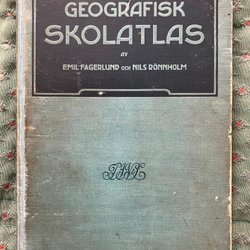 GEOGRAFISK
SKOLATLAS
AV
EMIL FAGERLUND OCH NILS RÖNNHOLM